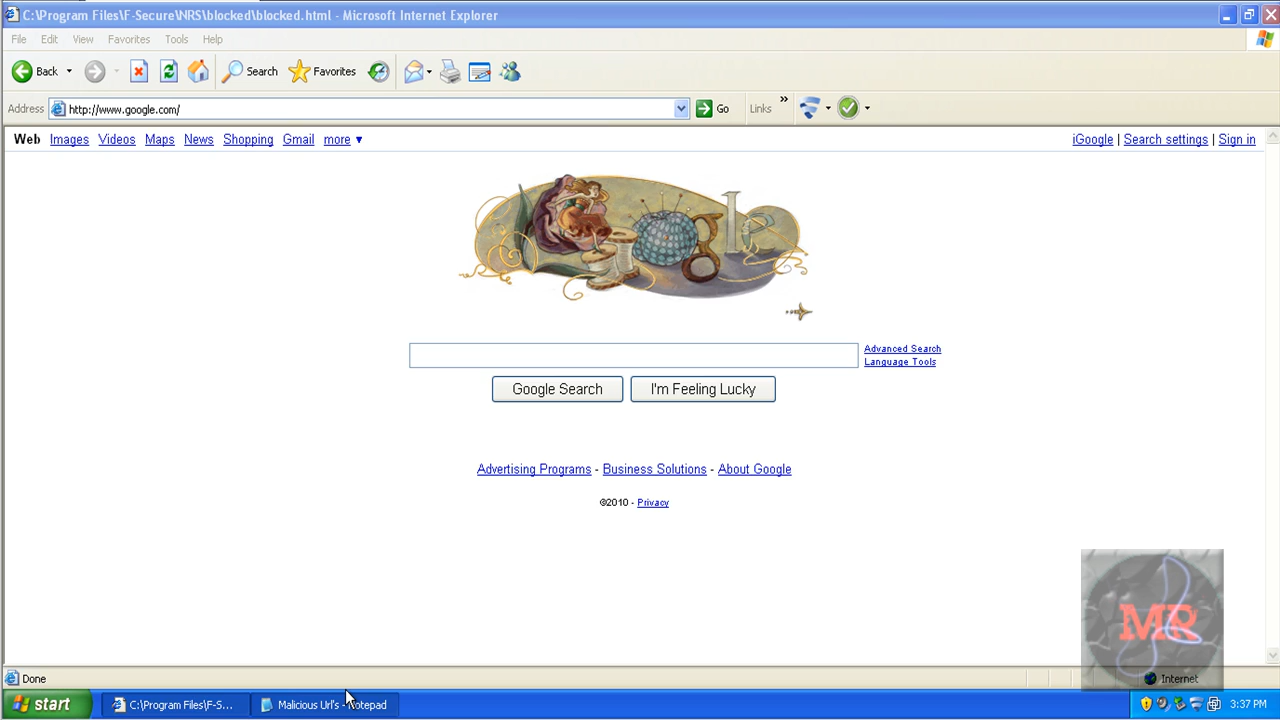 C:\Program Files\F-Secure\NRS\blocked\blocked.html - Microsoft Internet Explorer
File Edit View Favorites Tools Help
Back Search Favorites
Address http://www.google.com/ Go Links »
Web Images Videos Maps News Shopping Gmail more ▼ iGoogle | Search settings | Sign in
le
Advanced Search
Language Tools
Google Search I'm Feeling Lucky
Advertising Programs - Business Solutions - About Google
©2010 - Privacy
MR
Done Internet
start C:\Program Files\F-S... Malicious Url's - Notepad 3:37 PM